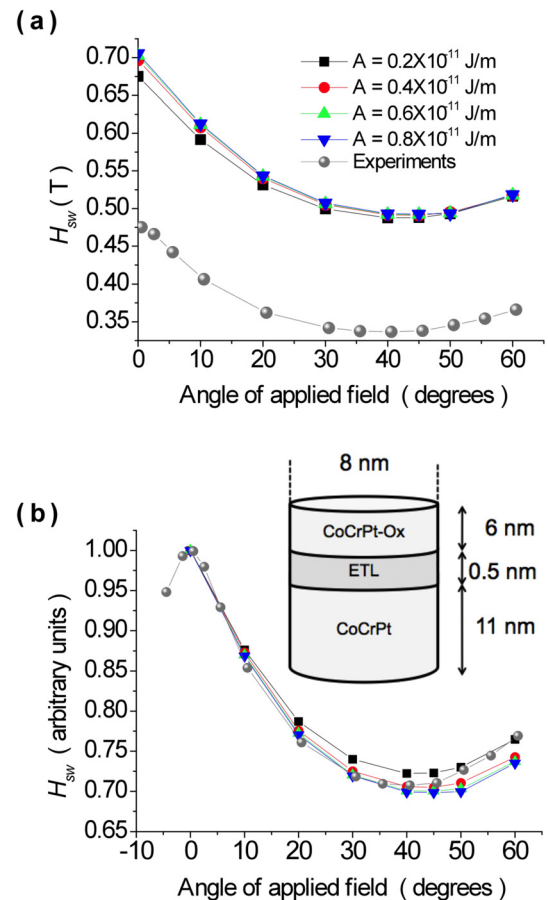 (a)
0.70
0.65
0.60
0.55
0.50
0.45
0.40
0.35
Hsw (T)
A = 0.2X10⁻¹¹ J/m
A = 0.4X10⁻¹¹ J/m
A = 0.6X10⁻¹¹ J/m
A = 0.8X10⁻¹¹ J/m
Experiments
0 10 20 30 40 50 60
Angle of applied field ( degrees )
(b)
8 nm
CoCrPt-Ox
6 nm
ETL
0.5 nm
CoCrPt
11 nm
1.00
0.95
0.90
0.85
0.80
0.75
0.70
0.65
Hsw ( arbitrary units )
-10 0 10 20 30 40 50 60
Angle of applied field ( degrees )